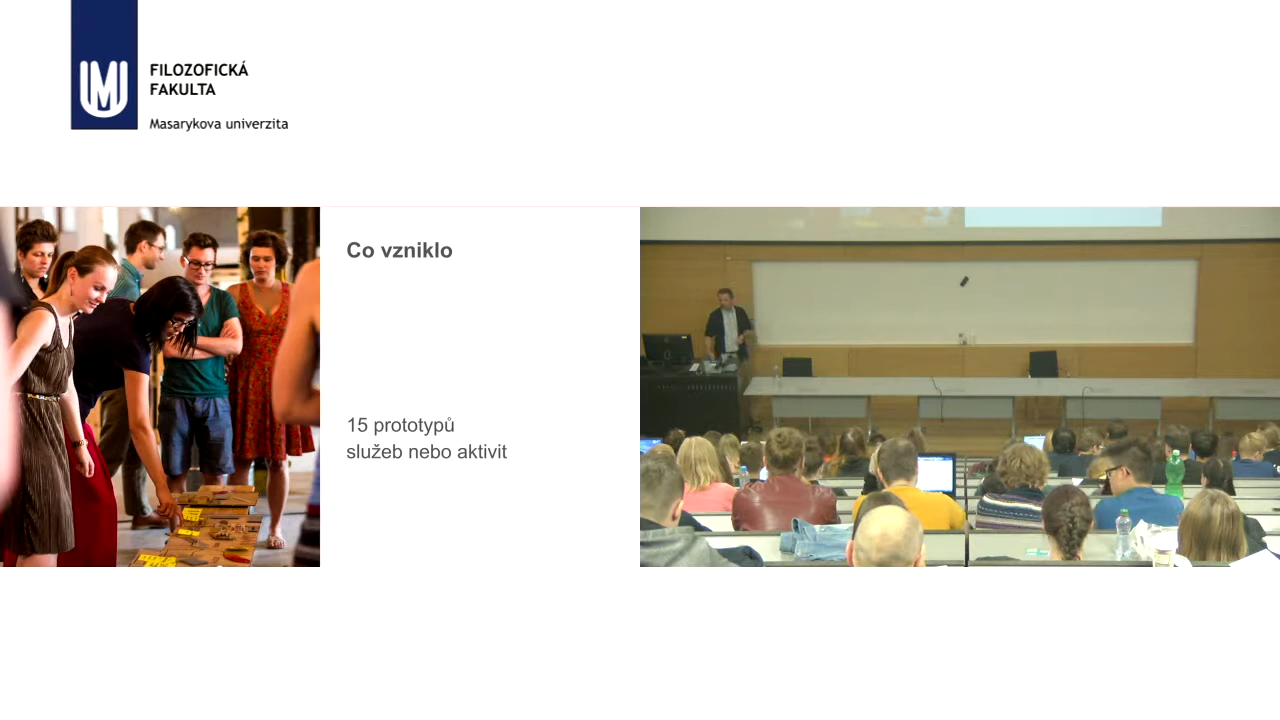 FILOZOFICKÁ
FAKULTA
Masarykova univerzita
Co vzniklo
15 prototypů
služeb nebo aktivit